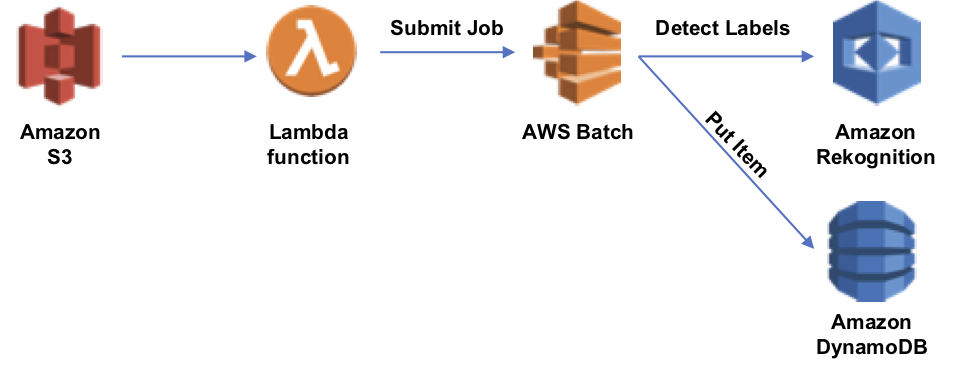 Submit Job
Detect Labels
Amazon
S3
Lambda
function
AWS Batch
Put Item
Amazon
Rekognition
Amazon
DynamoDB